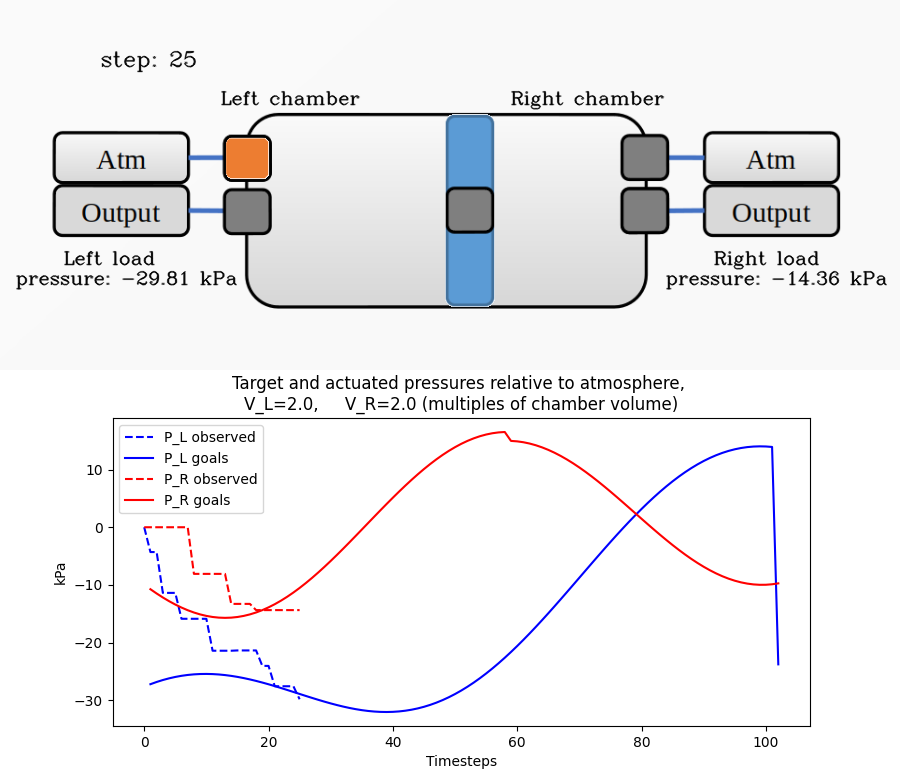 step: 25
Left chamber
Right chamber
Atm
Atm
Output
Output
Left load
pressure: −29.81 kPa
Right load
pressure: −14.36 kPa
Target and actuated pressures relative to atmosphere,
V_L=2.0, V_R=2.0 (multiples of chamber volume)
P_L observed
P_L goals
P_R observed
P_R goals
10
0
−10
−20
−30
kPa
0 20 40 60 80 100
Timesteps